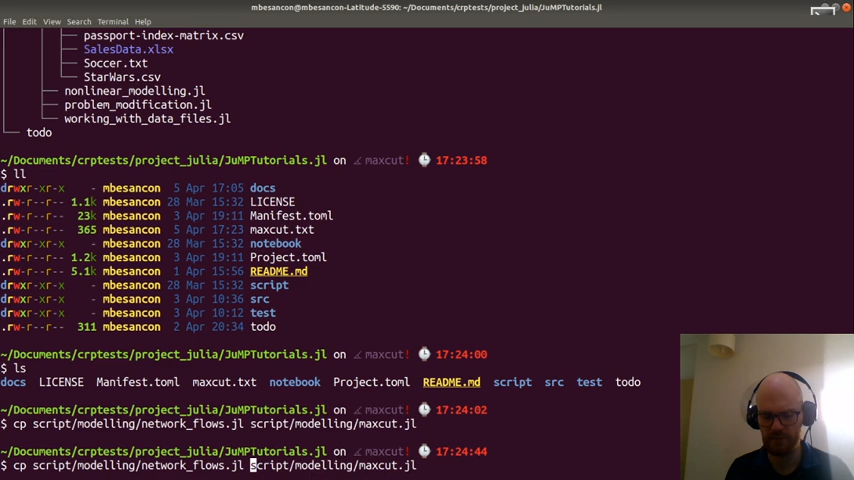 mbesancon@mbesancon-Latitude-5590: ~/Documents/crptests/project_julia/JuMPTutorials.jl
File Edit View Search Terminal Help
passport-index-matrix.csv
SalesData.xlsx
Soccer.txt
StarWars.csv
nonlinear_modelling.jl
problem_modification.jl
working_with_data_files.jl
todo
~/Documents/crptests/project_julia/JuMPTutorials.jl on maxcut! 17:23:58
$ ll
drwxr-xr-x - mbesancon 5 Apr 17:05 docs
.rw-r--r-- 1.1k mbesancon 28 Mar 15:32 LICENSE
.rw-r--r-- 23k mbesancon 3 Apr 19:11 Manifest.toml
.rw-r--r-- 365 mbesancon 5 Apr 17:23 maxcut.txt
drwxr-xr-x - mbesancon 28 Mar 15:32 notebook
.rw-r--r-- 1.2k mbesancon 3 Apr 19:11 Project.toml
.rw-r--r-- 5.1k mbesancon 1 Apr 15:56 README.md
drwxr-xr-x - mbesancon 28 Mar 15:32 script
drwxr-xr-x - mbesancon 3 Apr 10:36 src
drwxr-xr-x - mbesancon 3 Apr 10:12 test
.rw-r--r-- 311 mbesancon 2 Apr 20:34 todo
~/Documents/crptests/project_julia/JuMPTutorials.jl on maxcut! 17:24:00
$ ls
docs LICENSE Manifest.toml maxcut.txt notebook Project.toml README.md script src test todo
~/Documents/crptests/project_julia/JuMPTutorials.jl on maxcut! 17:24:02
$ cp script/modelling/network_flows.jl script/modelling/maxcut.jl
~/Documents/crptests/project_julia/JuMPTutorials.jl on maxcut! 17:24:44
$ cp script/modelling/network_flows.jl script/modelling/maxcut.jl